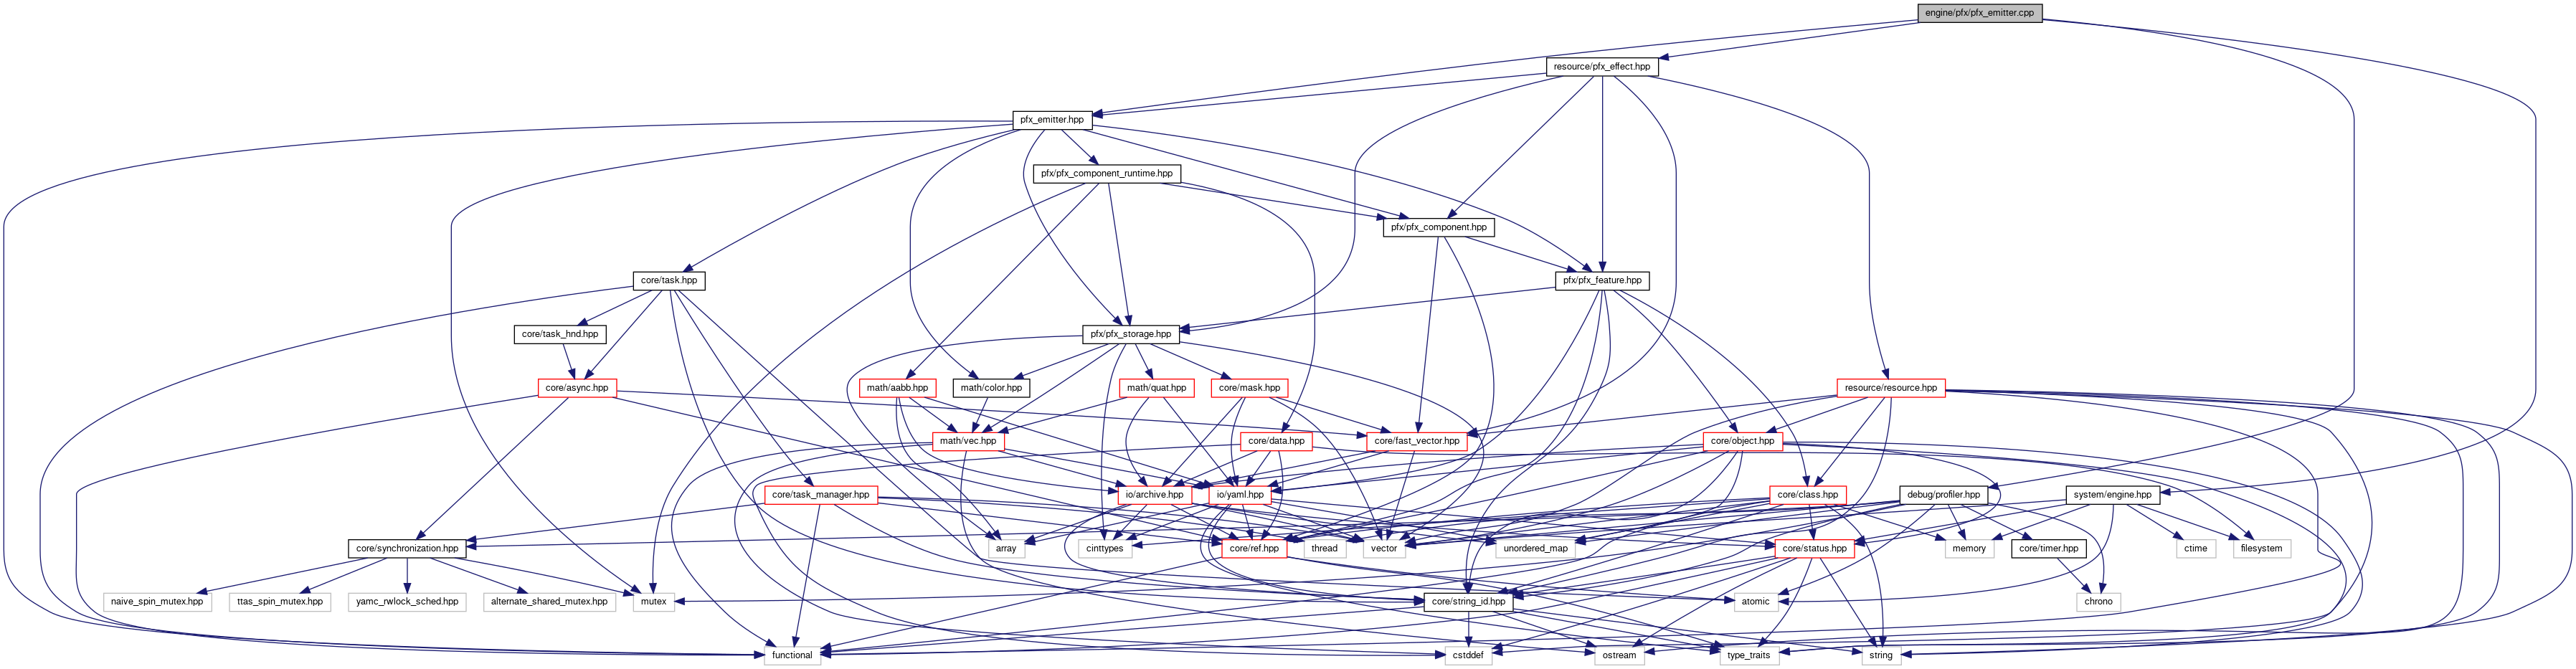 engine/pfx/pfx_emitter.cpp
resource/pfx_effect.hpp
pfx_emitter.hpp
pfx/pfx_component_runtime.hpp
pfx/pfx_component.hpp
core/task.hpp
pfx/pfx_feature.hpp
core/task_hnd.hpp
pfx/pfx_storage.hpp
core/async.hpp
math/aabb.hpp
math/color.hpp
math/quat.hpp
core/mask.hpp
resource/resource.hpp
math/vec.hpp
core/data.hpp
core/fast_vector.hpp
core/object.hpp
core/task_manager.hpp
io/archive.hpp
io/yaml.hpp
core/class.hpp
debug/profiler.hpp
system/engine.hpp
core/synchronization.hpp
array
cinttypes
core/ref.hpp
thread
vector
unordered_map
core/status.hpp
memory
core/timer.hpp
ctime
filesystem
naive_spin_mutex.hpp
ttas_spin_mutex.hpp
yamc_rwlock_sched.hpp
alternate_shared_mutex.hpp
mutex
core/string_id.hpp
atomic
chrono
functional
cstddef
ostream
type_traits
string